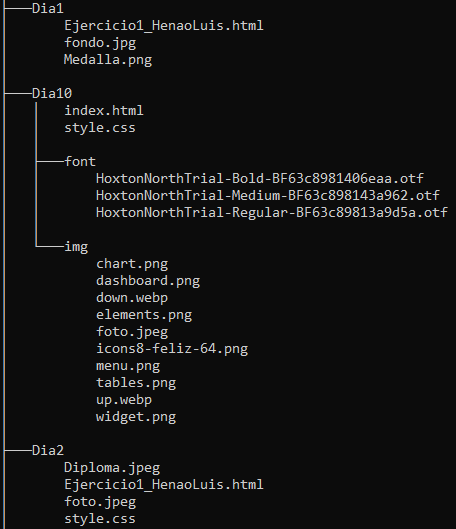 Dia1
Ejercicio1_HenaoLuis.html
fondo.jpg
Medalla.png
Dia10
index.html
style.css
font
HoxtonNorthTrial-Bold-BF63c8981406eaa.otf
HoxtonNorthTrial-Medium-BF63c898143a962.otf
HoxtonNorthTrial-Regular-BF63c89813a9d5a.otf
img
chart.png
dashboard.png
down.webp
elements.png
foto.jpeg
icons8-feliz-64.png
menu.png
tables.png
up.webp
widget.png
Dia2
Diploma.jpeg
Ejercicio1_HenaoLuis.html
foto.jpeg
style.css